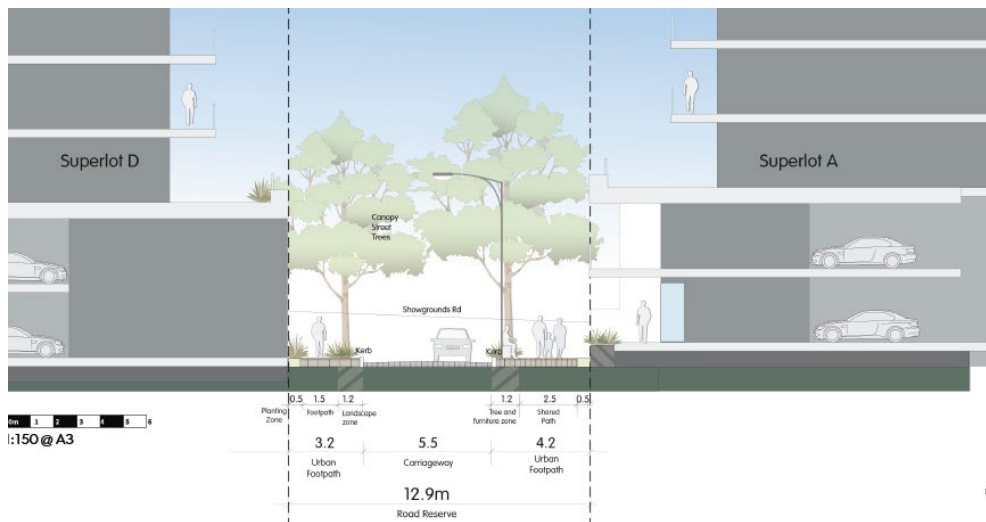 Superlot D
Superlot A
Canopy
Street
Trees
Showgrounds Rd
Kerb
Kerb
0.5 1.5 1.2 1.2 2.5 0.5
Planting
Zone
Footpath
Landscape
zone
Tree and
furniture zone
Shared
Path
0m 1 2 3 4 5 6
1:150 @ A3
3.2 5.5 4.2
Urban
Footpath
Carriageway
Urban
Footpath
12.9m
Road Reserve